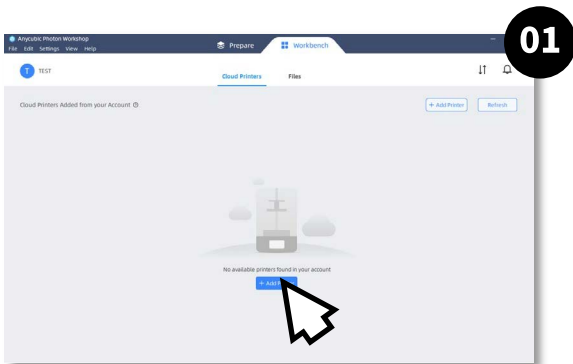 01
Anycubic Photon Workshop
File Edit Settings View Help
Prepare
Workbench
T TEST
Cloud Printers
Files
Cloud Printers Added from your Account
+ Add Printer
Refresh
No available printers found in your account
+ Add